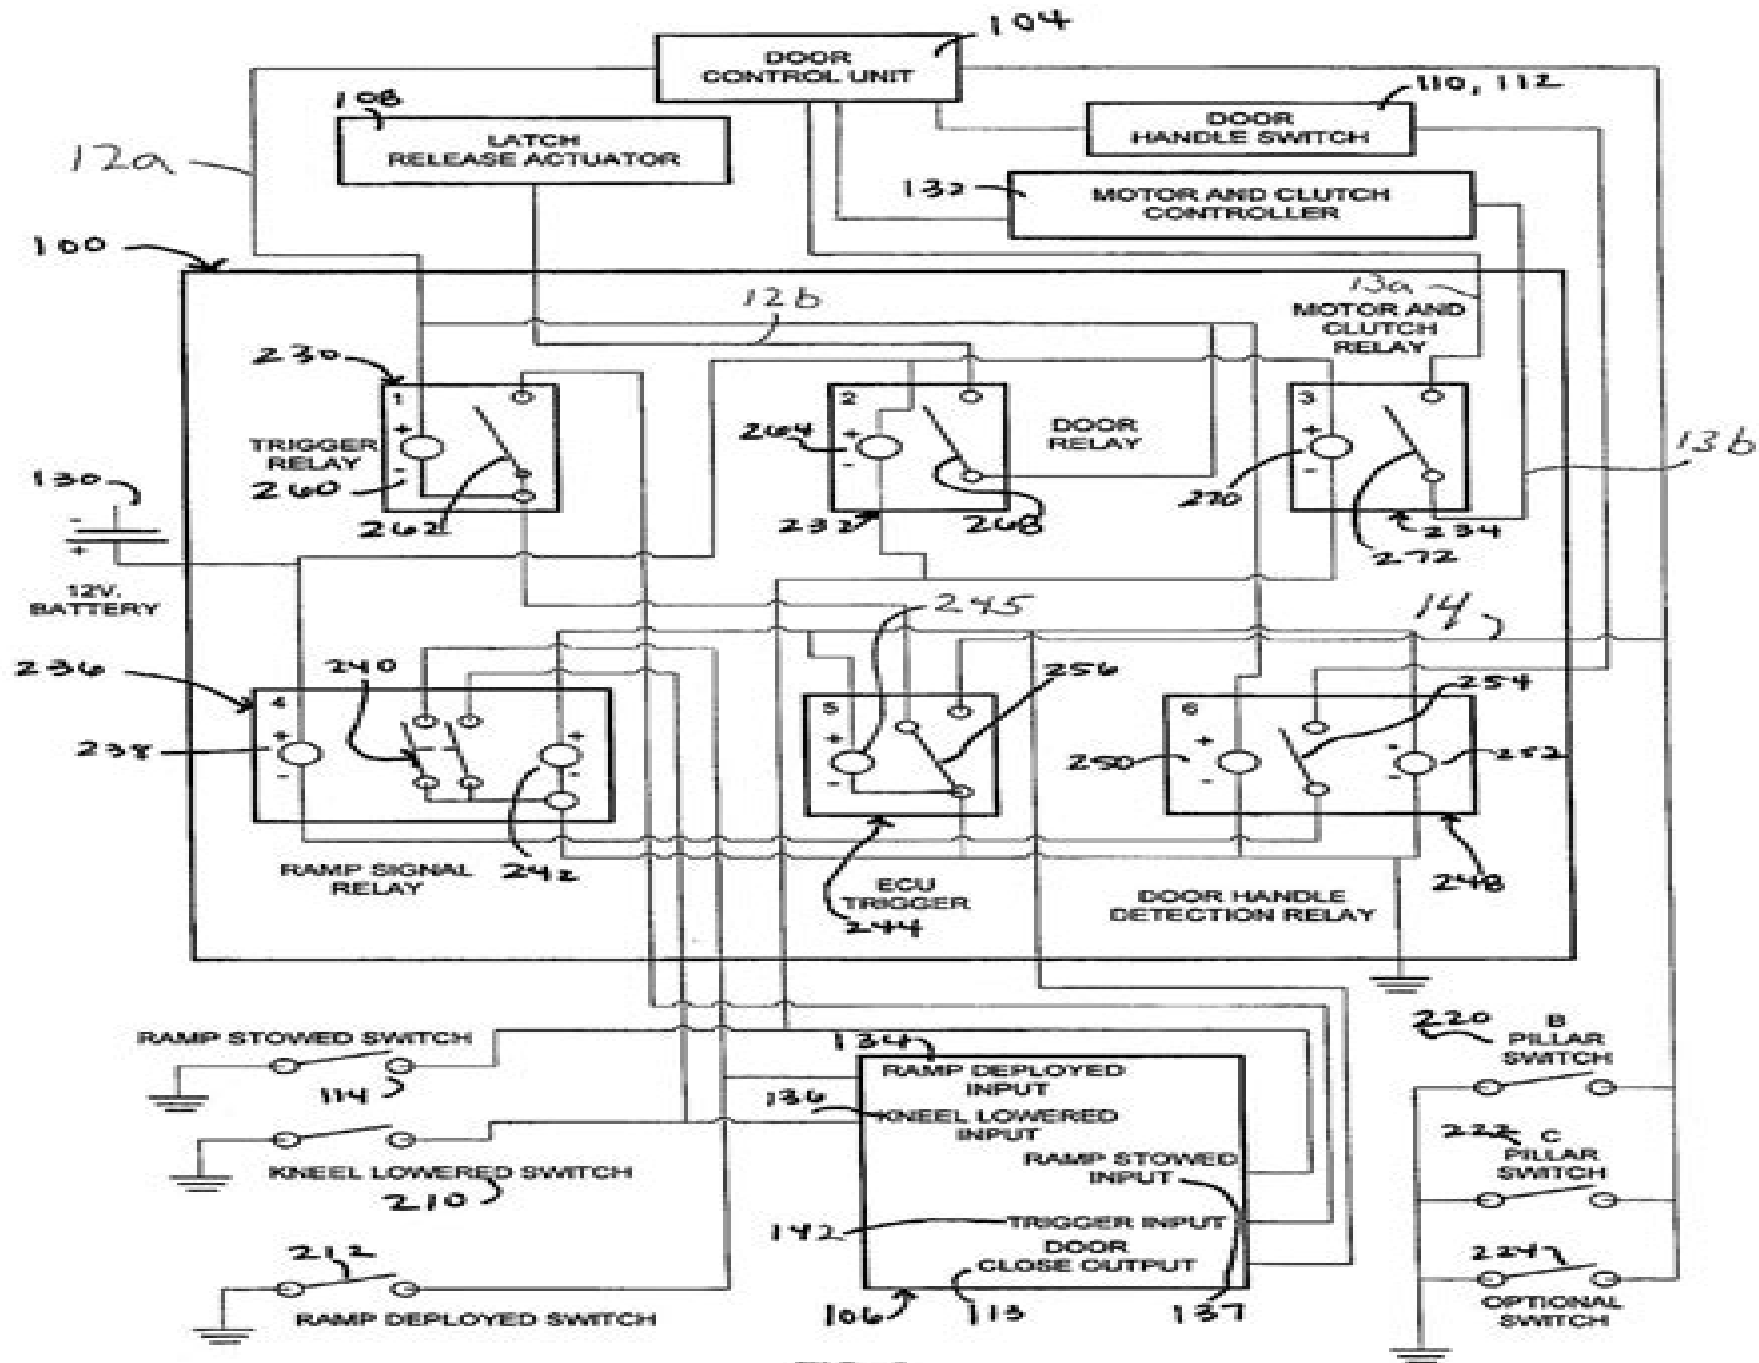 104
DOOR
CONTROL UNIT
108
110, 112
DOOR
HANDLE SWITCH
LATCH
RELEASE ACTUATOR
12a
132
MOTOR AND CLUTCH
CONTROLLER
100
12b
13a
MOTOR AND
CLUTCH
RELAY
230
1
2
3
+
TRIGGER
RELAY
-
260
262
264
+
-
DOOR
RELAY
268
232
+
-
270
272
234
13b
130
-
+
12V.
BATTERY
245
14
236
240
4
+
-
238
+
-
242
RAMP SIGNAL
RELAY
5
+
-
256
ECU
TRIGGER
244
6
+
-
250
254
252
-
248
DOOR HANDLE
DETECTION RELAY
RAMP STOWED SWITCH
114
134
RAMP DEPLOYED
INPUT
136
KNEEL LOWERED
INPUT
RAMP STOWED
INPUT
KNEEL LOWERED SWITCH
210
142
TRIGGER INPUT
DOOR
CLOSE OUTPUT
212
RAMP DEPLOYED SWITCH
106
113
137
220
B
PILLAR
SWITCH
222
C
PILLAR
SWITCH
224
OPTIONAL
SWITCH